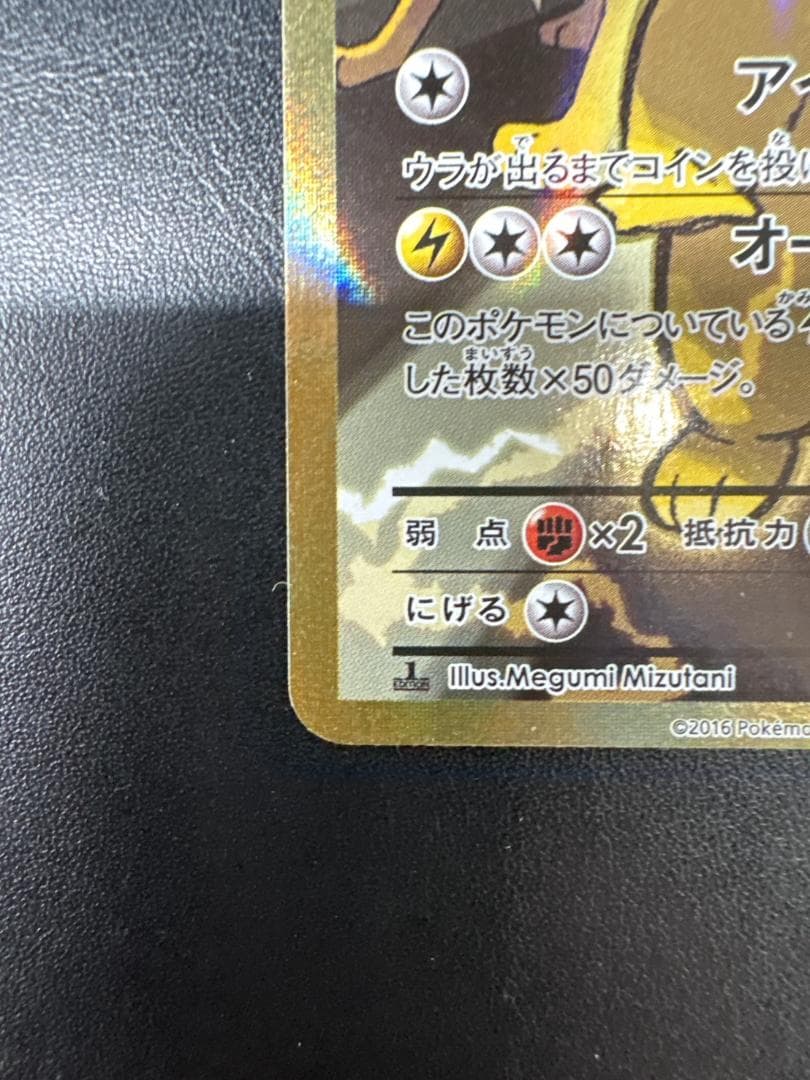 アイ
ウラが出るまでコインを投げ
オー
このポケモンについている
した枚数×50ダメージ。
弱 点 ×2 抵抗力
にげる
1 EDITION Illus.Megumi Mizutani
©2016 Pokémo